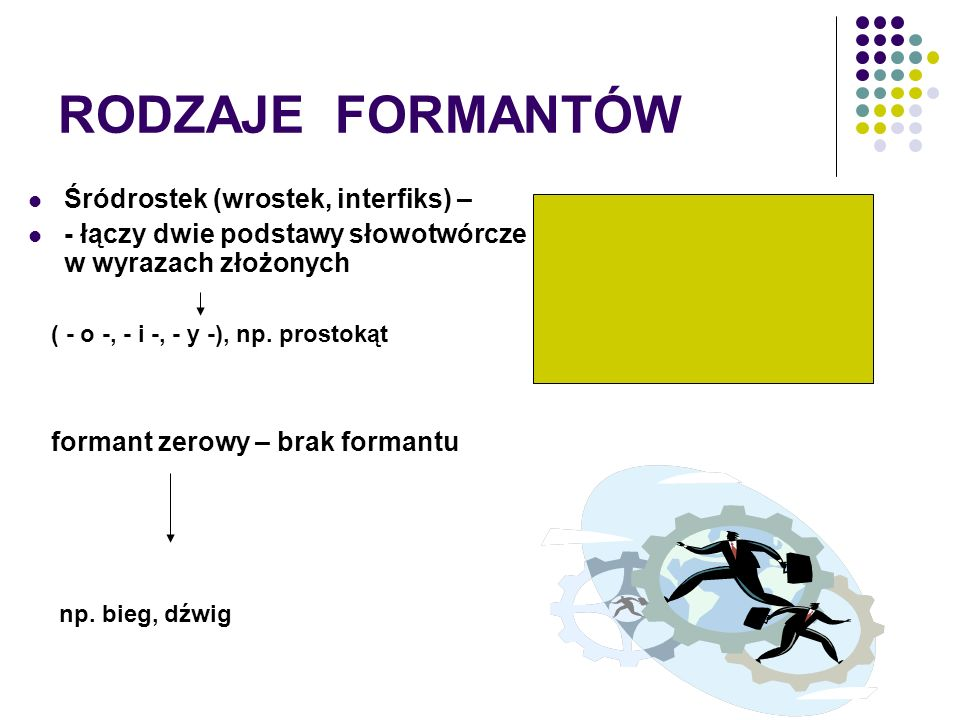 RODZAJE FORMANTÓW
Śródrostek (wrostek, interfiks) –
- łączy dwie podstawy słowotwórcze
w wyrazach złożonych
( - o -, - i -, - y -), np. prostokąt
formant zerowy – brak formantu
np. bieg, dźwig